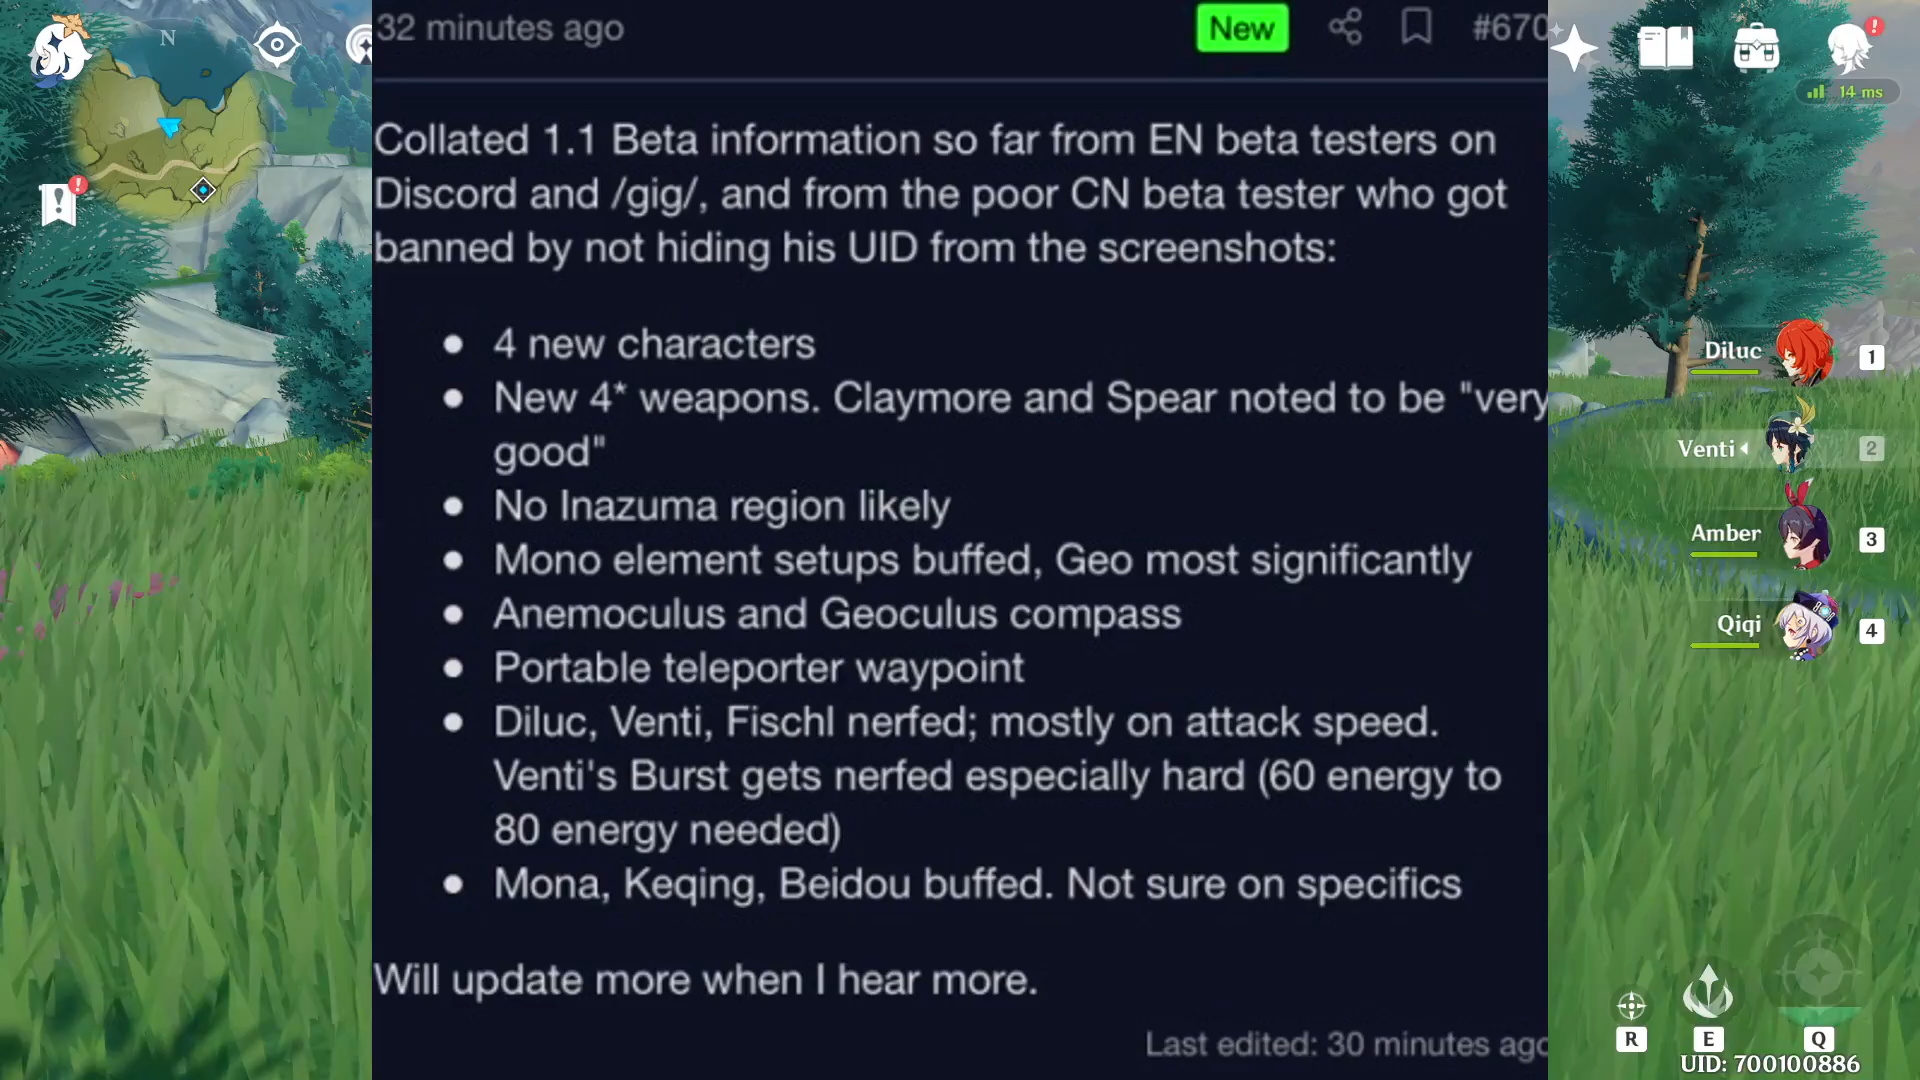 N
32 minutes ago
New
#670
14 ms
Collated 1.1 Beta information so far from EN beta testers on
Discord and /gig/, and from the poor CN beta tester who got
banned by not hiding his UID from the screenshots:
• 4 new characters
• New 4* weapons. Claymore and Spear noted to be "very
good"
• No Inazuma region likely
• Mono element setups buffed, Geo most significantly
• Anemoculus and Geoculus compass
• Portable teleporter waypoint
• Diluc, Venti, Fischl nerfed; mostly on attack speed.
Venti's Burst gets nerfed especially hard (60 energy to
80 energy needed)
• Mona, Keqing, Beidou buffed. Not sure on specifics
Will update more when I hear more.
Last edited: 30 minutes ago
Diluc 1
Venti 2
Amber 3
Qiqi 4
R E Q
UID: 700100886